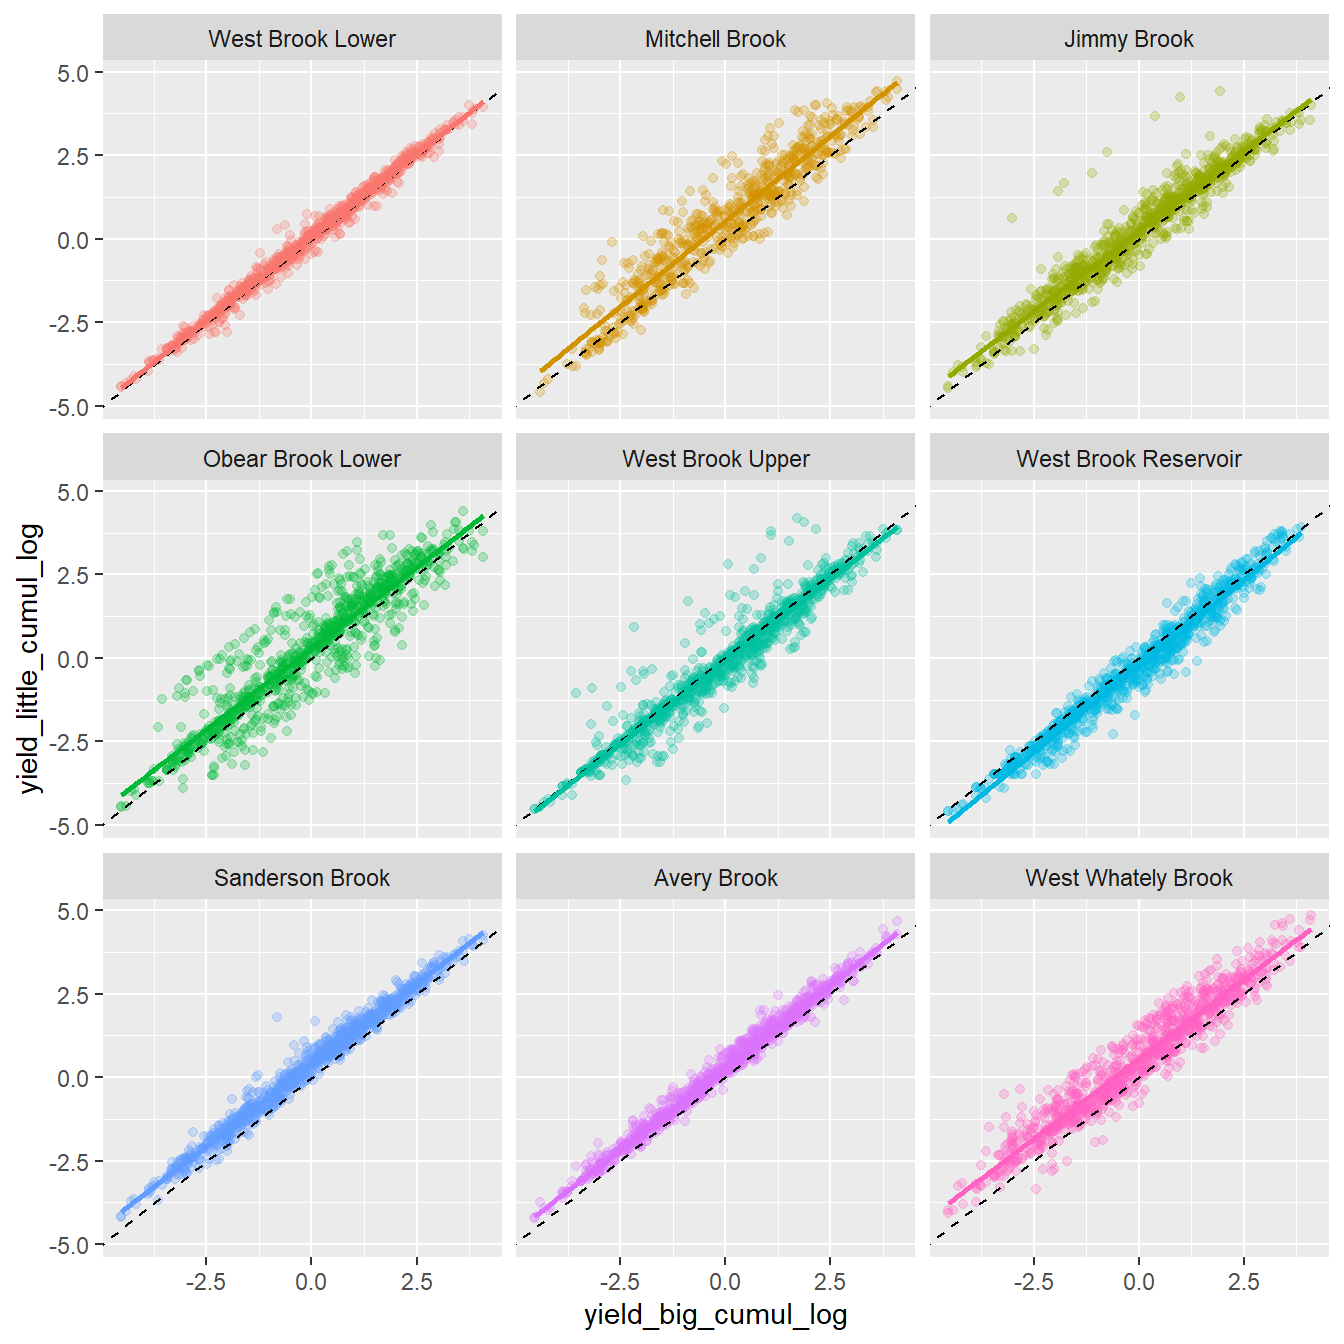 West Brook Lower
Mitchell Brook
Jimmy Brook
5.0
2.5
0.0
-2.5
-5.0
Obear Brook Lower
West Brook Upper
West Brook Reservoir
5.0
2.5
0.0
-2.5
-5.0
yield_little_cumul_log
Sanderson Brook
Avery Brook
West Whately Brook
5.0
2.5
0.0
-2.5
-5.0
-2.5 0.0 2.5
-2.5 0.0 2.5
-2.5 0.0 2.5
yield_big_cumul_log